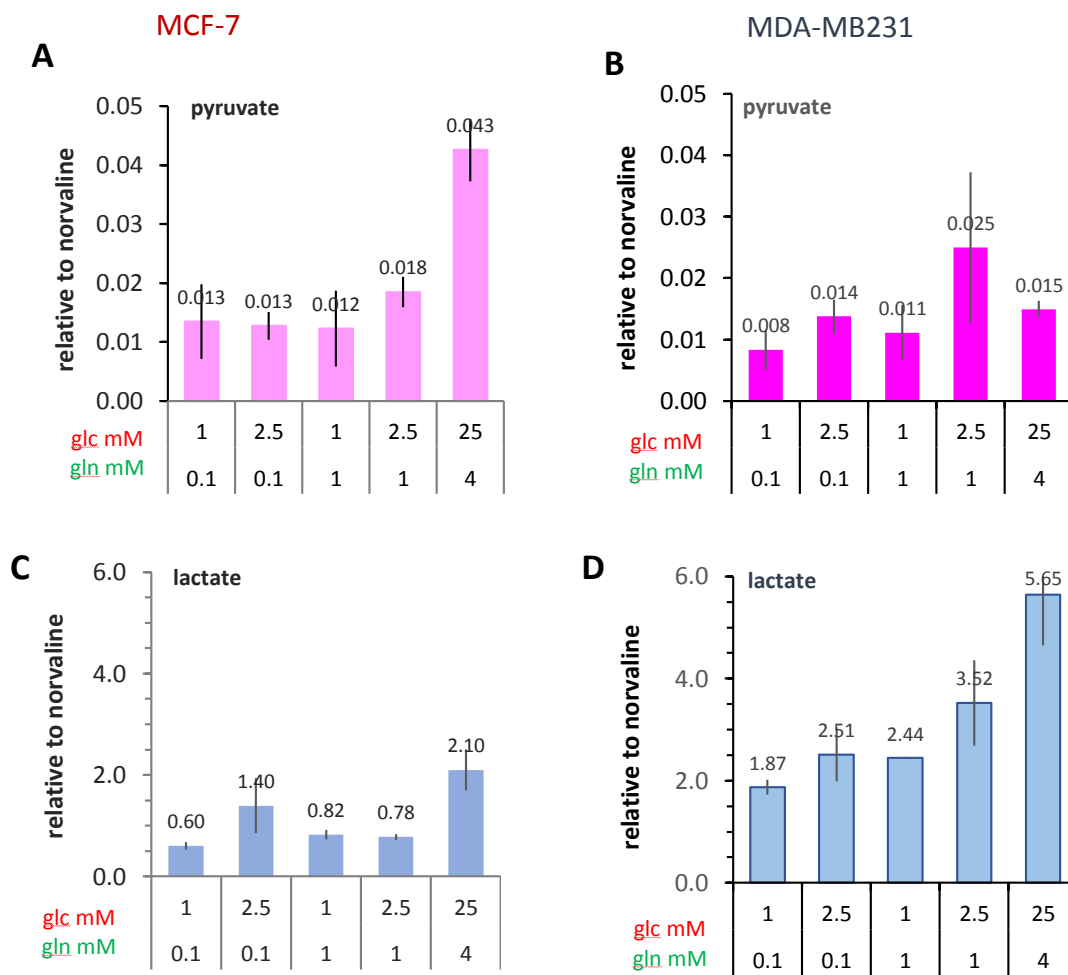 MCF-7
MDA-MB231
A
pyruvate
relative to norvaline
0.05
0.04
0.03
0.02
0.01
0.00
0.013
0.013
0.012
0.018
0.043
glc mM 1 2.5 1 2.5 25
gln mM 0.1 0.1 1 1 4
B
pyruvate
relative to norvaline
0.05
0.04
0.03
0.02
0.01
0.00
0.008
0.014
0.011
0.025
0.015
glc mM 1 2.5 1 2.5 25
gln mM 0.1 0.1 1 1 4
C
lactate
relative to norvaline
6.0
4.0
2.0
0.0
0.60
1.40
0.82
0.78
2.10
glc mM 1 2.5 1 2.5 25
gln mM 0.1 0.1 1 1 4
D
lactate
relative to norvaline
6.0
4.0
2.0
0.0
1.87
2.51
2.44
3.52
5.65
glc mM 1 2.5 1 2.5 25
gln mM 0.1 0.1 1 1 4